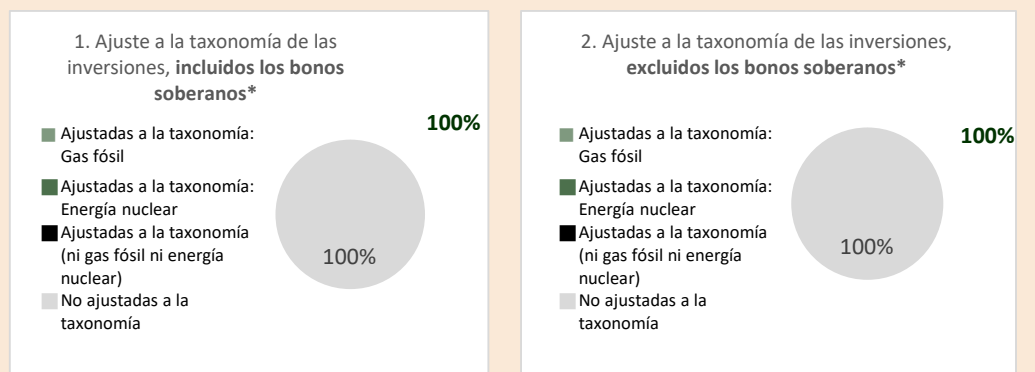 1. Ajuste a la taxonomía de las
inversiones, incluidos los bonos
soberanos*
100%
Ajustadas a la taxonomía:
Gas fósil
Ajustadas a la taxonomía:
Energía nuclear
Ajustadas a la taxonomía
(ni gas fósil ni energía
nuclear)
No ajustadas a la
taxonomía
100%
2. Ajuste a la taxonomía de las inversiones,
excluidos los bonos soberanos*
100%
Ajustadas a la taxonomía:
Gas fósil
Ajustadas a la taxonomía:
Energía nuclear
Ajustadas a la taxonomía
(ni gas fósil ni energía
nuclear)
No ajustadas a la
taxonomía
100%